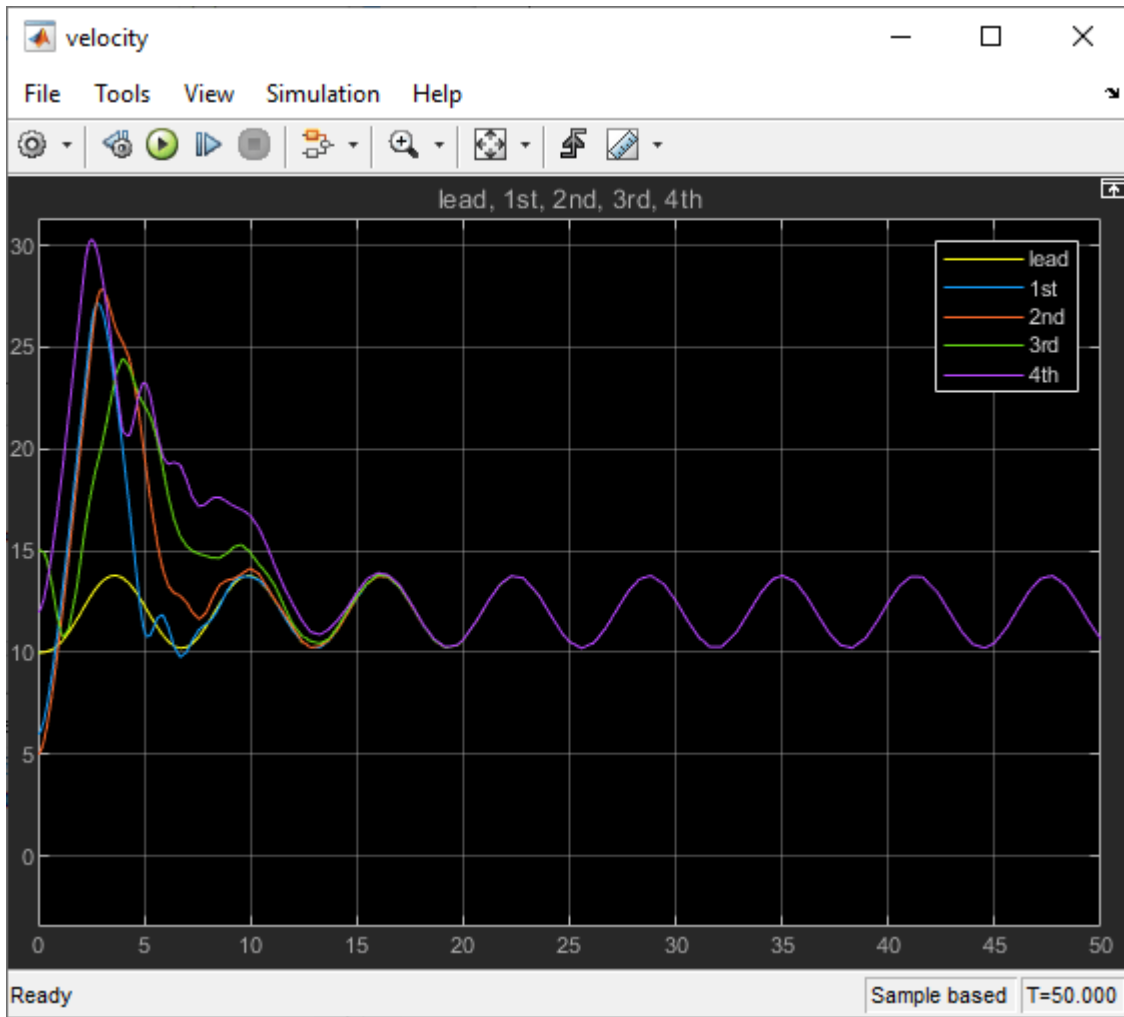 velocity
File Tools View Simulation Help
lead, 1st, 2nd, 3rd, 4th
30
25
20
15
10
5
0
lead
1st
2nd
3rd
4th
0 5 10 15 20 25 30 35 40 45 50
Ready Sample based T=50.000